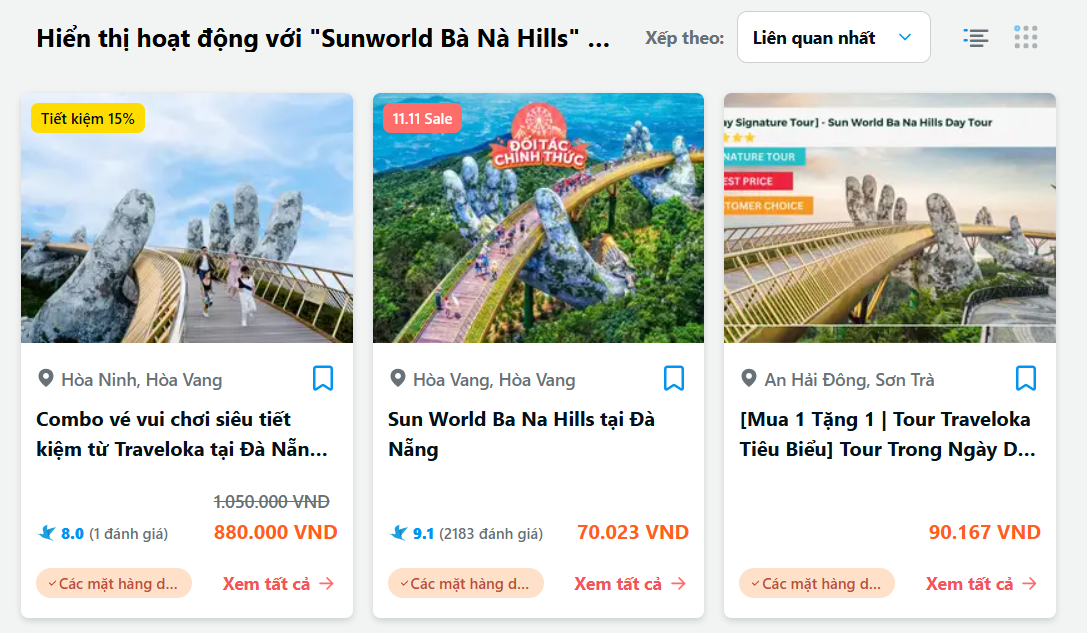 Hiển thị hoạt động với "Sunworld Bà Nà Hills" ...
Xếp theo:
Liên quan nhất
Tiết kiệm 15%
Hòa Ninh, Hòa Vang
Combo vé vui chơi siêu tiết
kiệm từ Traveloka tại Đà Nẵn...
1.050.000 VND
8.0 (1 đánh giá)
880.000 VND
Các mặt hàng d...
Xem tất cả
11.11 Sale
ĐỐI TÁC
CHÍNH THỨC
Hòa Vang, Hòa Vang
Sun World Ba Na Hills tại Đà
Nẵng
9.1 (2183 đánh giá)
70.023 VND
Các mặt hàng d...
Xem tất cả
ay Signature Tour] - Sun World Ba Na Hills Day Tour
NATURE TOUR
EST PRICE
TOMER CHOICE
An Hải Đông, Sơn Trà
[Mua 1 Tặng 1 | Tour Traveloka
Tiêu Biểu] Tour Trong Ngày D...
90.167 VND
Các mặt hàng d...
Xem tất cả